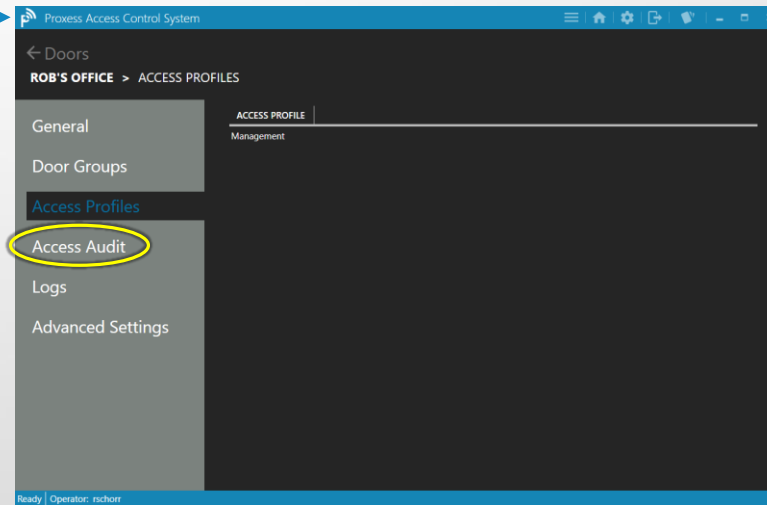 Proxess Access Control System
Doors
ROB'S OFFICE > ACCESS PROFILES
General
Door Groups
Access Profiles
Access Audit
Logs
Advanced Settings
ACCESS PROFILE
Management
Ready Operator: rschorr